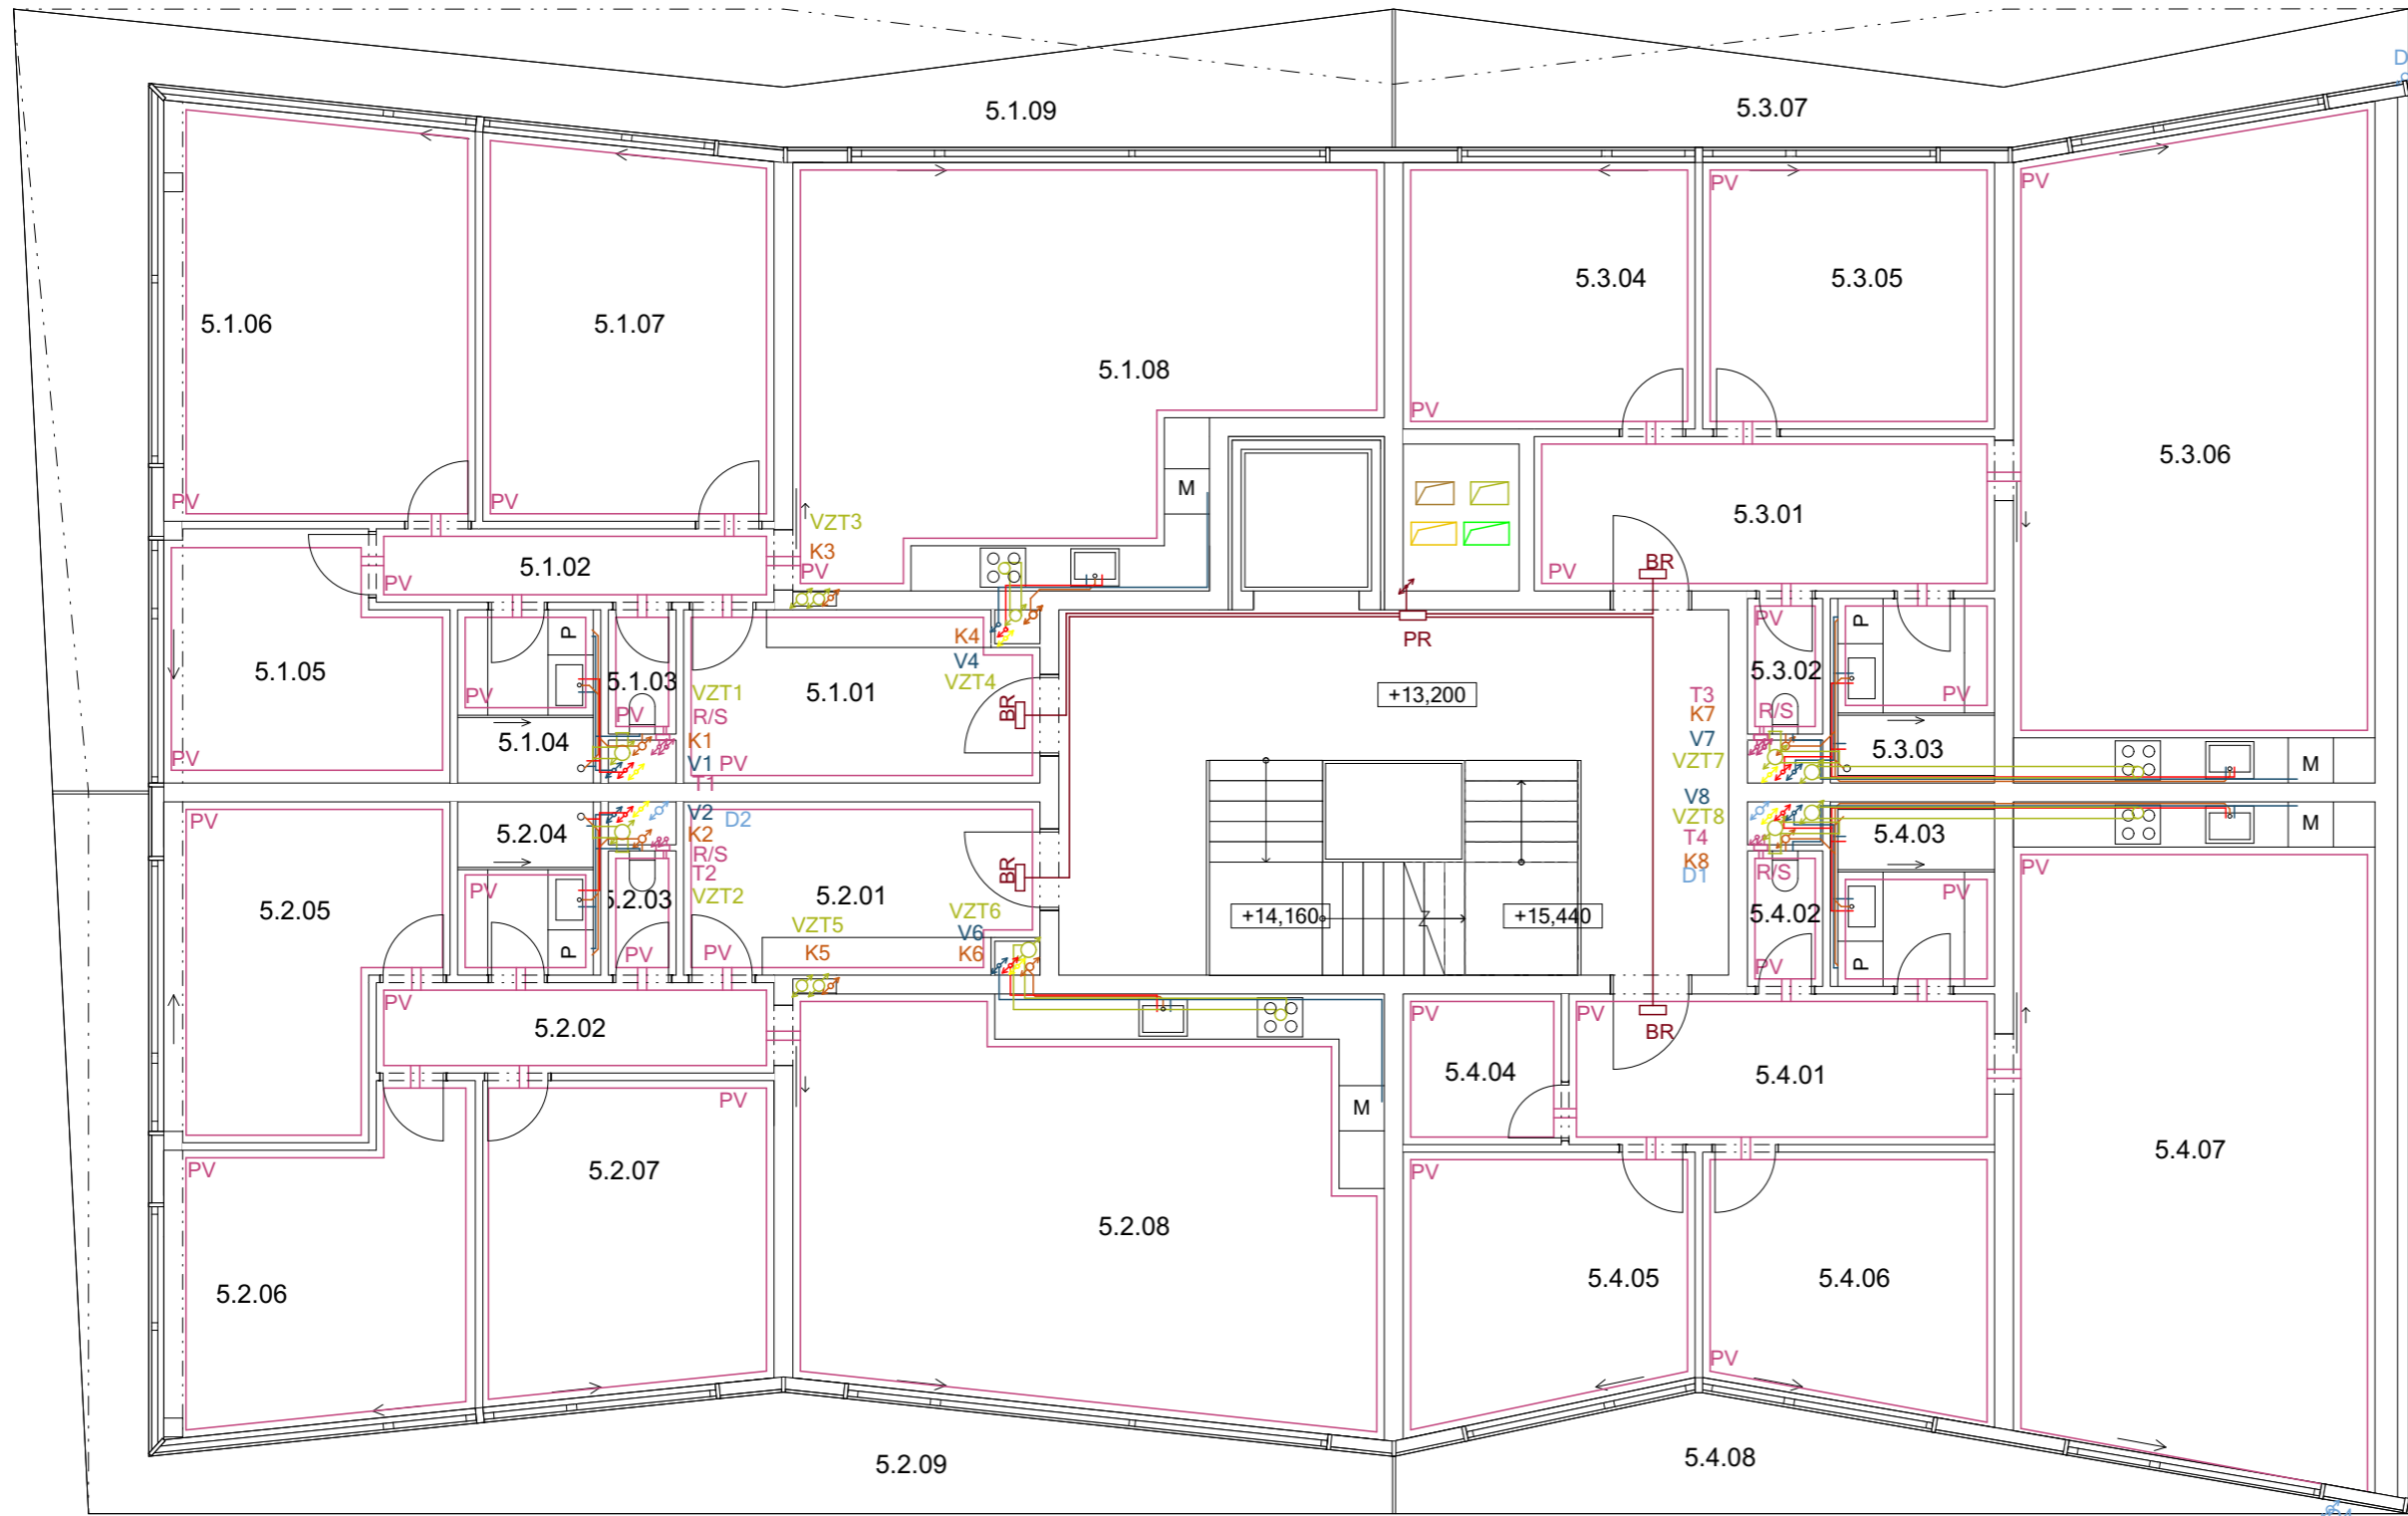 D
5.1.09
5.3.07
5.1.06
5.1.07
5.1.08
5.3.04
PV
5.3.05
PV
5.3.06
PV
PV
PV
PV
M
VZT3
K3
PV
5.1.02
PV
5.3.01
PV
BR
PR
5.1.05
PV
P
PV
5.1.04
5.1.03
PV
VZT1
R/S
K1
V1
PV
T1
5.1.01
K4
V4
VZT4
BR
+13,200
T3
K7
V7
VZT7
PV
5.3.02
R/S
P
PV
5.3.03
M
PV
5.2.05
5.2.04
PV
P
5.2.03
PV
V2
D2
K2
R/S
T2
VZT2
PV
5.2.01
VZT5
K5
VZT6
V6
K6
BR
+14,160
+15,440
V8
VZT8
T4
K8
D1
R/S
5.4.02
PV
5.4.03
PV
P
M
PV
PV
5.2.02
PV
5.4.04
PV
BR
5.4.01
5.4.07
PV
5.2.06
PV
5.2.07
5.2.08
M
PV
5.4.05
5.4.06
PV
5.2.09
5.4.08